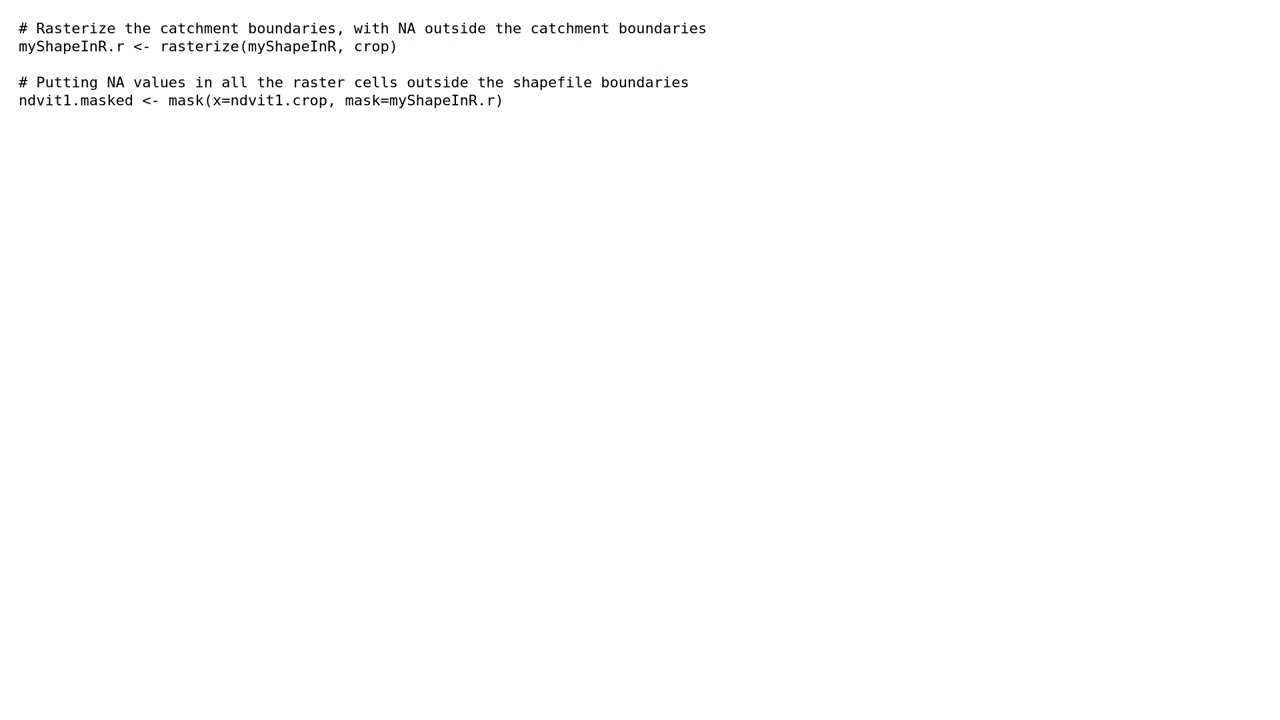 # Rasterize the catchment boundaries, with NA outside the catchment boundaries
myShapeInR.r <- rasterize(myShapeInR, crop)

# Putting NA values in all the raster cells outside the shapefile boundaries
ndvit1.masked <- mask(x=ndvit1.crop, mask=myShapeInR.r)